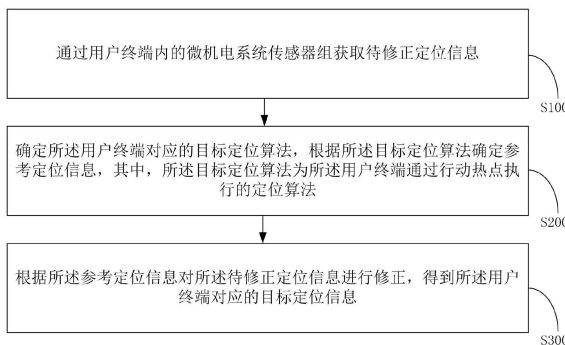 通过用户终端内的微机电系统传感器组获取待修正定位信息
S100
确定所述用户终端对应的目标定位算法，根据所述目标定位算法确定参
考定位信息，其中，所述目标定位算法为所述用户终端通过行动热点执
行的定位算法
S200
根据所述参考定位信息对所述待修正定位信息进行修正，得到所述用户
终端对应的目标定位信息
S300